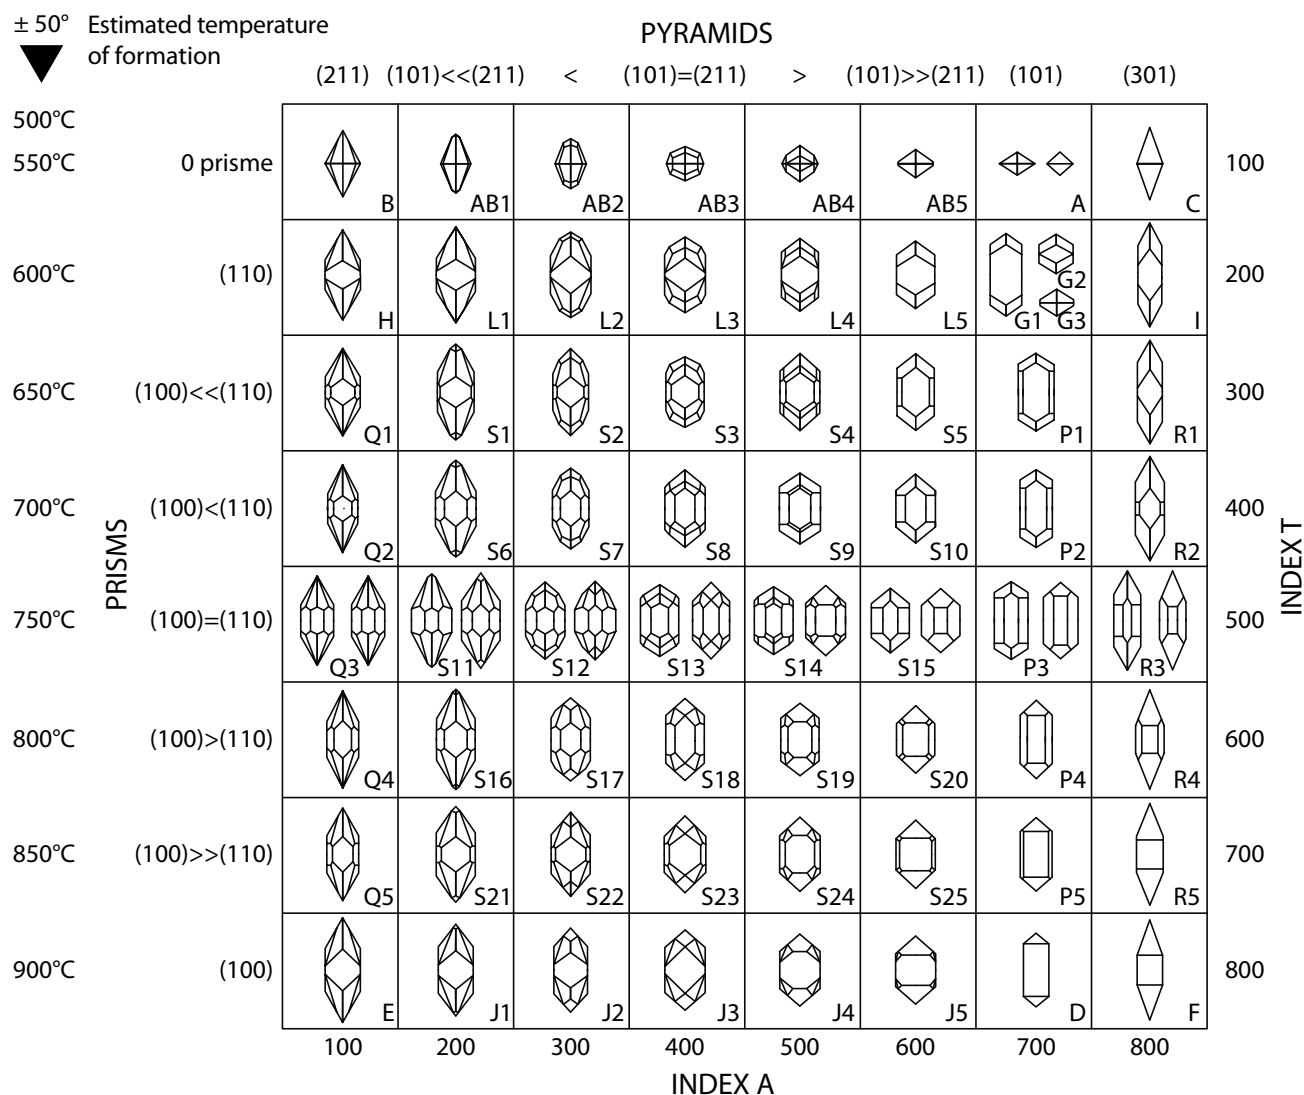 ± 50° Estimated temperature
of formation
PYRAMIDS
(211) (101)<<(211) < (101)=(211) > (101)>>(211) (101) (301)
500°C
550°C 0 prisme 100
B AB1 AB2 AB3 AB4 AB5 A C
600°C (110) 200
G2
H L1 L2 L3 L4 L5 G1 G3 I
650°C (100)<<(110) 300
Q1 S1 S2 S3 S4 S5 P1 R1
700°C (100)<(110) 400
Q2 S6 S7 S8 S9 S10 P2 R2
PRISMS
INDEX T
750°C (100)=(110) 500
Q3 S11 S12 S13 S14 S15 P3 R3
800°C (100)>(110) 600
Q4 S16 S17 S18 S19 S20 P4 R4
850°C (100)>>(110) 700
Q5 S21 S22 S23 S24 S25 P5 R5
900°C (100) 800
E J1 J2 J3 J4 J5 D F
100 200 300 400 500 600 700 800
INDEX A